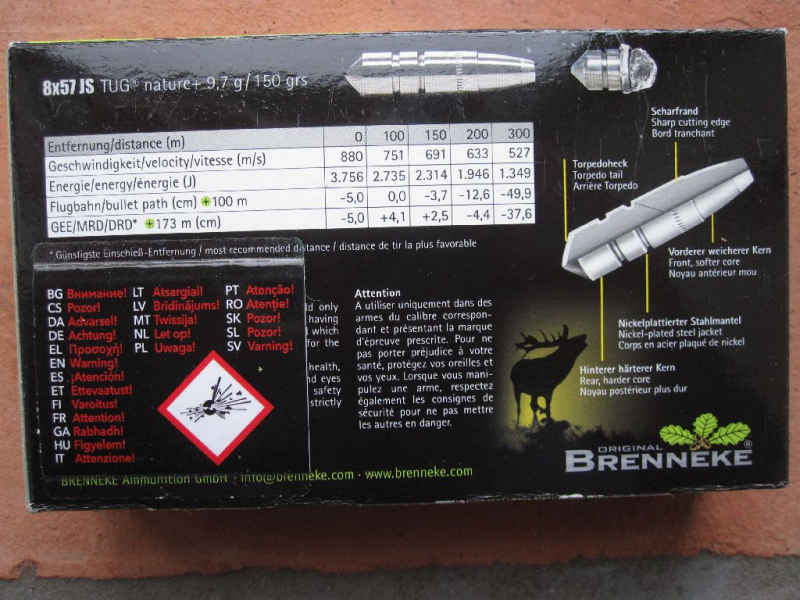 8x57 JS TUG® nature+ 9,7 g/150 grs
Entfernung/distance (m) 0 100 150 200 300
Geschwindigkeit/velocity/vitesse (m/s) 880 751 691 633 527
Energie/energy/énergie (J) 3.756 2.735 2.314 1.946 1.349
Flugbahn/bullet path (cm) +100 m -5,0 0,0 -3,7 -12,6 -49,9
GEE/MRD/DRD* +173 m (cm) -5,0 +4,1 +2,5 -4,4 -37,6
* Günstigste Einschieß-Entfernung / most recommended distance / distance de tir la plus favorable
Scharfrand
Sharp cutting edge
Bord tranchant
Torpedoheck
Torpedo tail
Arrière Torpedo
Vorderer weicherer Kern
Front, softer core
Noyau antérieur mou
Nickelplattierter Stahlmantel
Nickel-plated steel jacket
Corps en acier plaqué de nickel
Hinterer härterer Kern
Rear, harder core
Noyau postérieur plus dur
BG Внимание!
CS Pozor!
DA Advarsel!
DE Achtung!
EL Προσοχή!
EN Warning!
ES ¡Atención!
ET Ettevaatust!
FI Varoitus!
FR Attention!
GA Rabhadh!
HU Figyelem!
IT Attenzione!
LT Atsargiai!
LV Brīdinājums!
MT Twissija!
NL Let op!
PL Uwaga!
PT Atenção!
RO Atenţie!
SK Pozor!
SL Pozor!
SV Varning!
only
having
which
for the
health,
eyes
safety
strictly
Attention
A utiliser uniquement dans des
armes du calibre correspon-
dant et présentant la marque
d'épreuve prescrite. Pour ne
pas porter préjudice à votre
santé, protégez vos oreilles et
vos yeux. Lorsque vous mani-
pulez une arme, respectez
également les consignes de
sécurité pour ne pas mettre
les autres en danger.
ORIGINAL
BRENNEKE®
BRENNEKE Ammunition GmbH · info@brenneke.com · www.brenneke.com